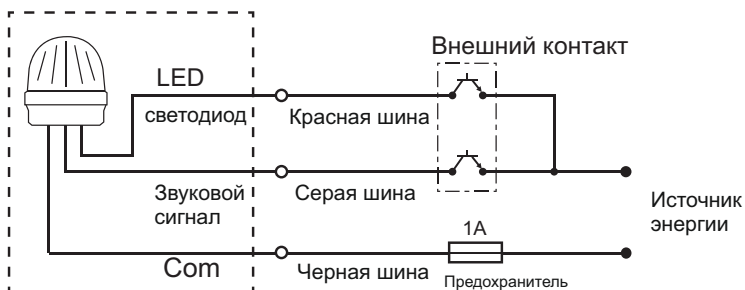 Внешний контакт
LED
светодиод
Красная шина
Звуковой
сигнал
Серая шина
Источник
энергии
1A
Com
Черная шина
Предохранитель